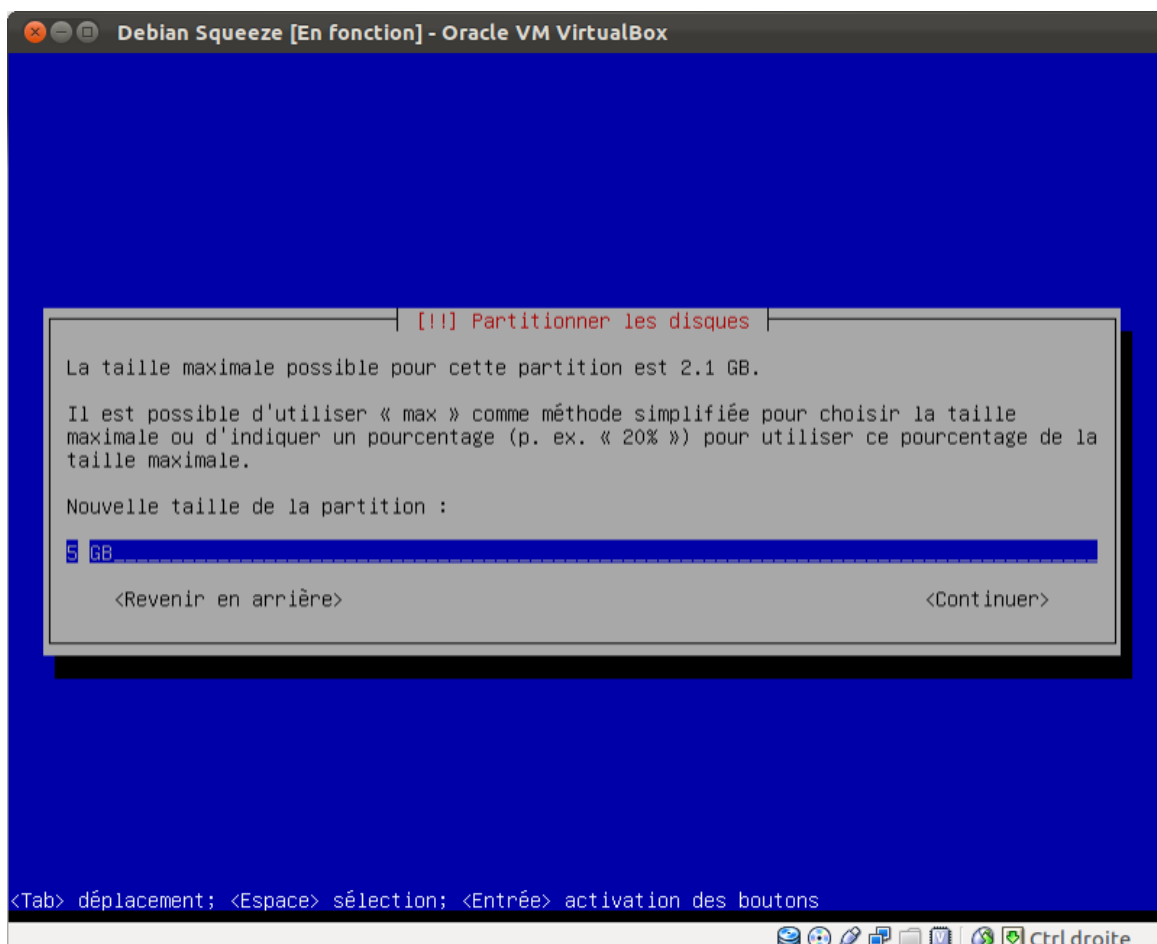 Debian Squeeze [En fonction] - Oracle VM VirtualBox
[!!] Partitionner les disques
La taille maximale possible pour cette partition est 2.1 GB.
Il est possible d'utiliser « max » comme méthode simplifiée pour choisir la taille
maximale ou d'indiquer un pourcentage (p. ex. « 20% ») pour utiliser ce pourcentage de la
taille maximale.
Nouvelle taille de la partition :
5 GB
<Revenir en arrière> <Continuer>
<Tab> déplacement; <Espace> sélection; <Entrée> activation des boutons
Ctrl droite